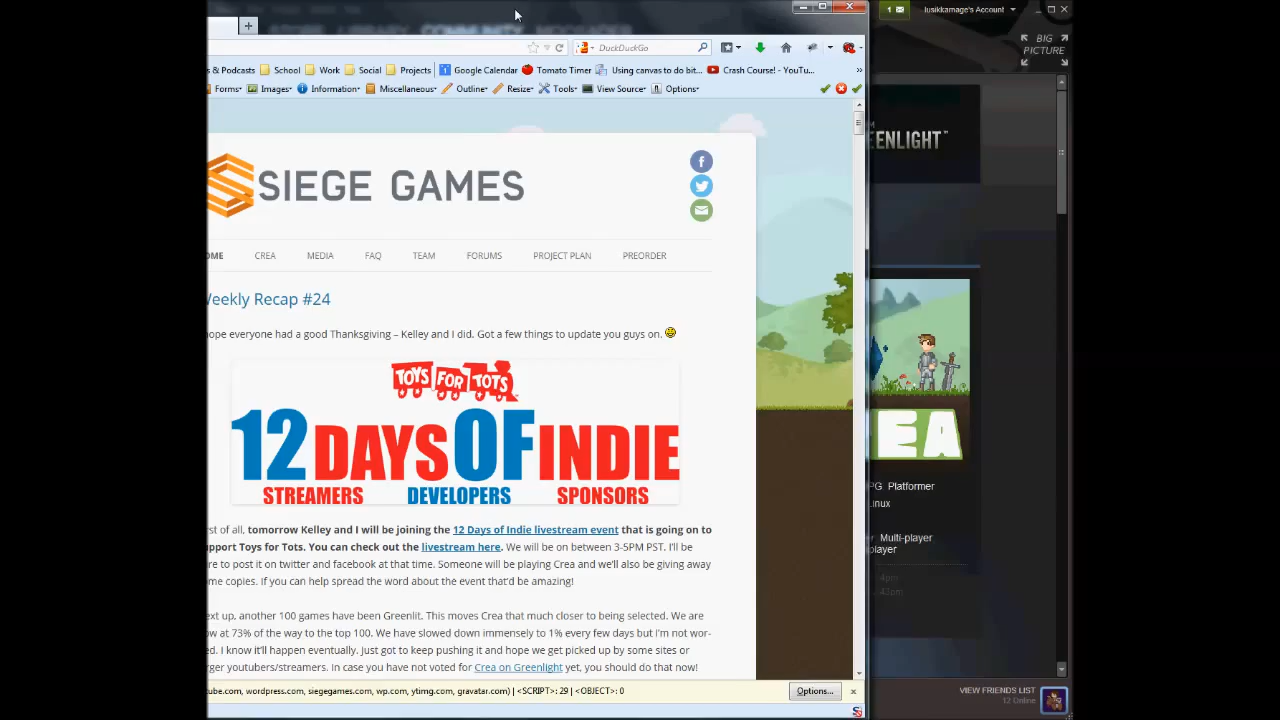 1
lusikkamage's Account
BIG
PICTURE
+
DuckDuckGo
s & Podcasts School Work Social Projects Google Calendar Tomato Timer Using canvas to do bit... Crash Course! - YouTu... »
Forms Images Information Miscellaneous Outline Resize Tools View Source Options
SIEGE GAMES
ENLIGHT™
OME CREA MEDIA FAQ TEAM FORUMS PROJECT PLAN PREORDER
Weekly Recap #24
ope everyone had a good Thanksgiving – Kelley and I did. Got a few things to update you guys on.
TOYS FOR TOTS
12 DAYS OF INDIE
STREAMERS DEVELOPERS SPONSORS
EA
PG Platformer
inux
Multi-player
player
4pm
rst of all, tomorrow Kelley and I will be joining the 12 Days of Indie livestream event that is going on to
pport Toys for Tots. You can check out the livestream here. We will be on between 3-5PM PST. I'll be
re to post it on twitter and facebook at that time. Someone will be playing Crea and we'll also be giving away
me copies. If you can help spread the word about the event that'd be amazing!
ext up, another 100 games have been Greenlit. This moves Crea that much closer to being selected. We are
ow at 73% of the way to the top 100. We have slowed down immensely to 1% every few days but I'm not wor-
ed. I know it'll happen eventually. Just got to keep pushing it and hope we get picked up by some sites or
rger youtubers/streamers. In case you have not voted for Crea on Greenlight yet, you should do that now!
ube.com, wordpress.com, siegegames.com, wp.com, ytimg.com, gravatar.com) | <SCRIPT>: 29 | <OBJECT>: 0
Options...
VIEW FRIENDS LIST
12 Online